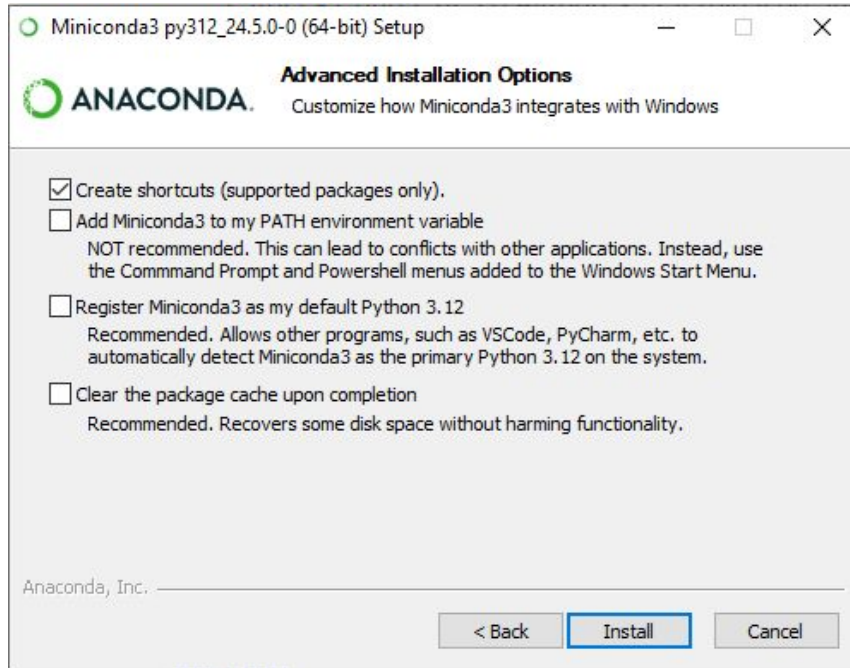 Miniconda3 py312_24.5.0-0 (64-bit) Setup
ANACONDA.
Advanced Installation Options
Customize how Miniconda3 integrates with Windows
Create shortcuts (supported packages only).
Add Miniconda3 to my PATH environment variable
NOT recommended. This can lead to conflicts with other applications. Instead, use
the Commmand Prompt and Powershell menus added to the Windows Start Menu.
Register Miniconda3 as my default Python 3.12
Recommended. Allows other programs, such as VSCode, PyCharm, etc. to
automatically detect Miniconda3 as the primary Python 3.12 on the system.
Clear the package cache upon completion
Recommended. Recovers some disk space without harming functionality.
Anaconda, Inc.
< Back
Install
Cancel